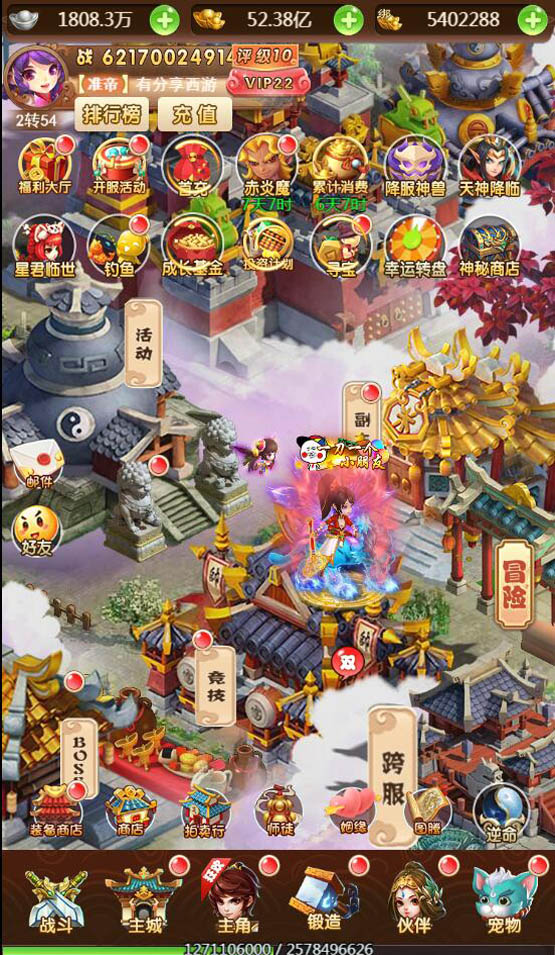 1808.3万
52.38亿
绑
5402288
战 62170024914
评级10
【准帝】有分享西游
VIP22
2转54
排行榜
充值
福利大厅
开服活动
首充
赤炎魔
累计消费
降服神兽
天神降临
7天7时
6天7时
星君临世
钓鱼
成长基金
投资计划
寻宝
幸运转盘
神秘商店
活动
福
邮件
一刀一个
小朋友
好友
冒险
双
竞技
BOSS
跨服
装备商店
商店
拍卖行
师徒
姻缘
图腾
逆命
战斗
主城
主角
锻造
伙伴
宠物
1271106000 / 2578496626